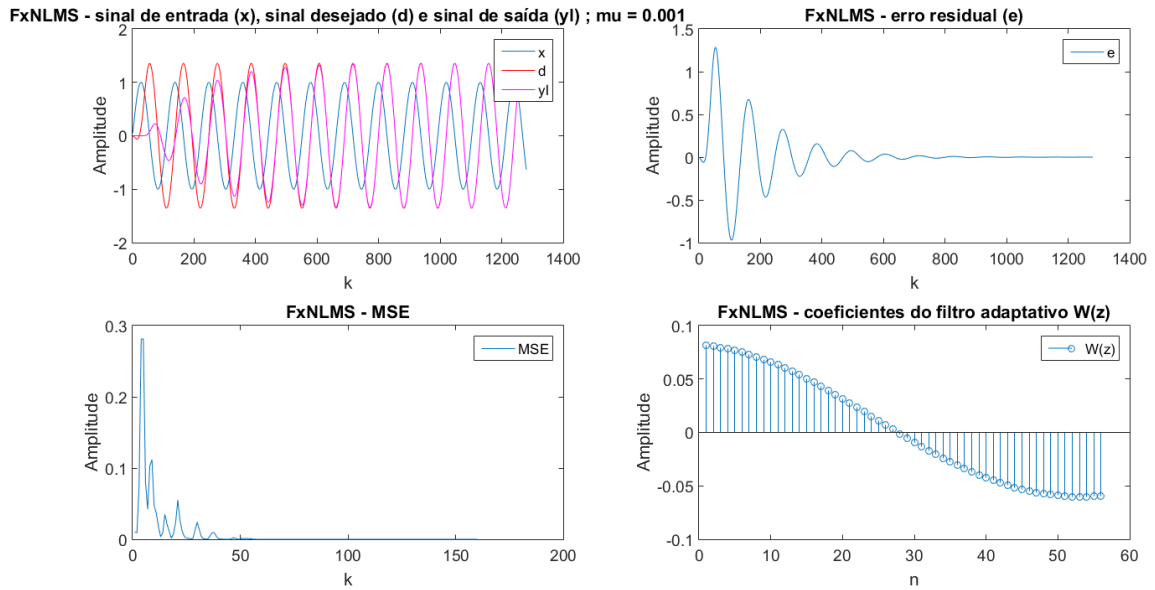 FxNLMS - sinal de entrada (x), sinal desejado (d) e sinal de saída (yl) ; mu = 0.001
2
1
0
-1
-2
Amplitude
0 200 400 600 800 1000 1200 1400
k
x
d
yl
FxNLMS - erro residual (e)
1.5
1
0.5
0
-0.5
-1
Amplitude
0 200 400 600 800 1000 1200 1400
k
e
FxNLMS - MSE
0.3
0.2
0.1
0
Amplitude
0 50 100 150 200
k
MSE
FxNLMS - coeficientes do filtro adaptativo W(z)
0.1
0.05
0
-0.05
-0.1
Amplitude
0 10 20 30 40 50 60
n
W(z)